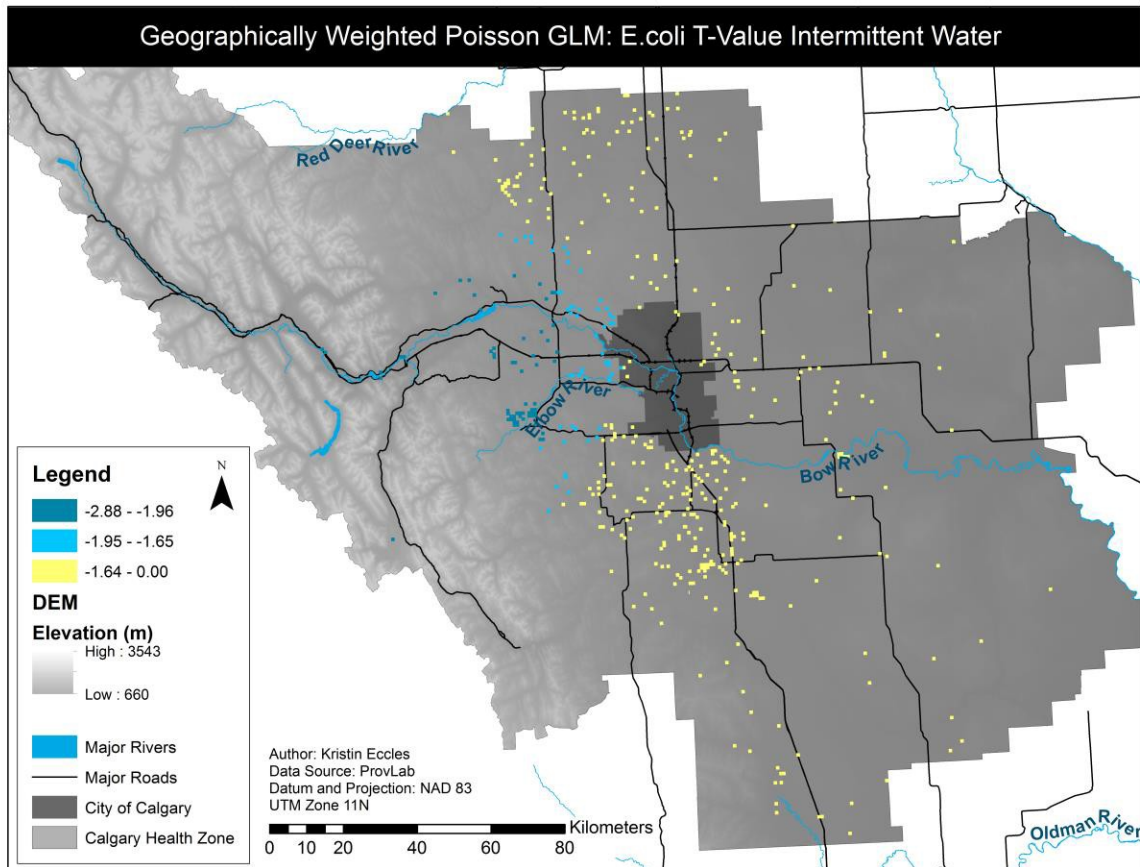 Geographically Weighted Poisson GLM: E.coli T-Value Intermittent Water
Red Deer River
Elbow River
Bow River
Oldman River
Legend
N
-2.88 - -1.96
-1.95 - -1.65
-1.64 - 0.00
DEM
Elevation (m)
High : 3543
Low : 660
Major Rivers
Major Roads
City of Calgary
Calgary Health Zone
Author: Kristin Eccles
Data Source: ProvLab
Datum and Projection: NAD 83
UTM Zone 11N
Kilometers
0 10 20 40 60 80